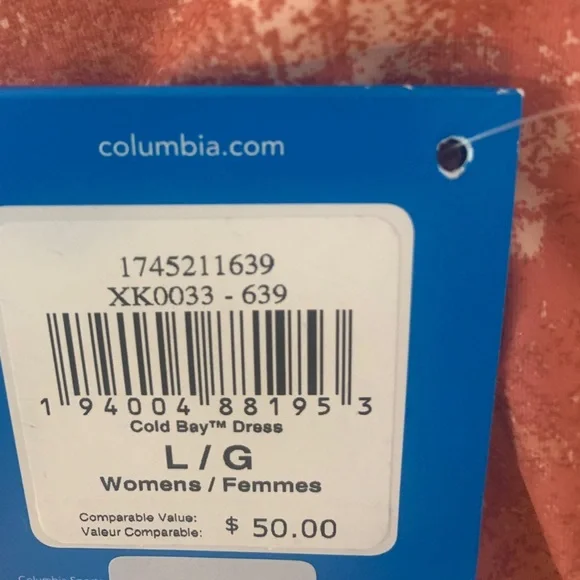 columbia.com
1745211639
XK0033 - 639
1 94004 88195 3
Cold Bay™ Dress
L / G
Womens / Femmes
Comparable Value:
Valeur Comparable: $ 50.00